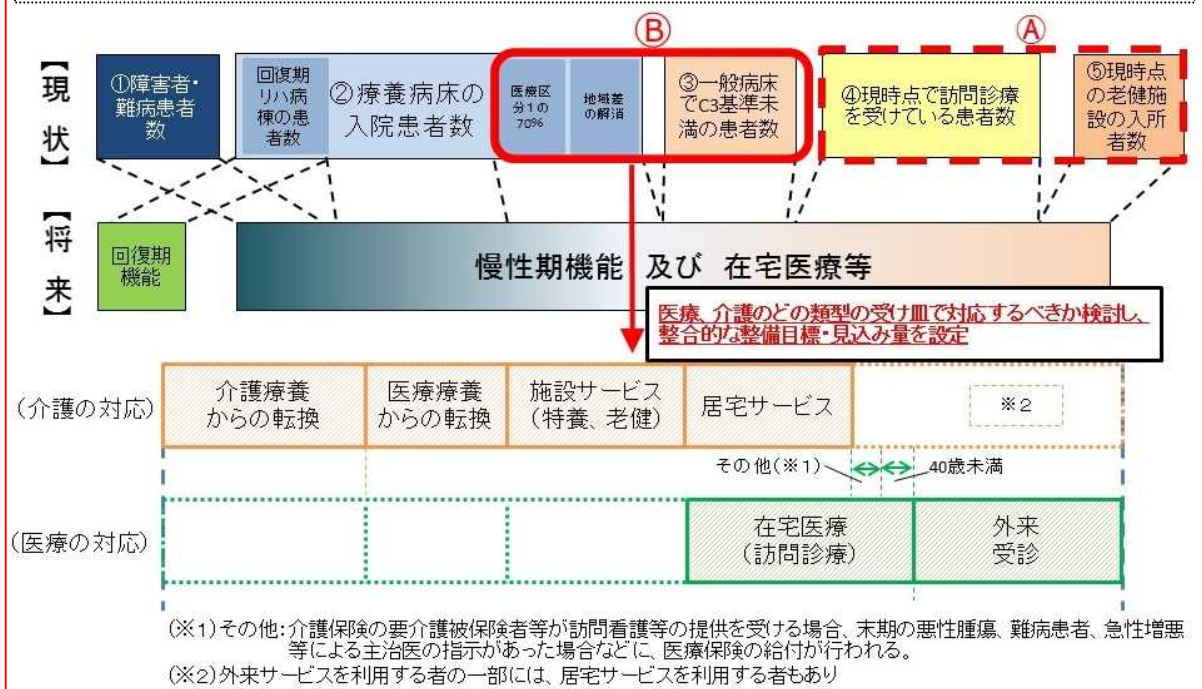 Ⓑ
Ⓐ
【現状】
①障害者・
難病患者
数
回復期
リハ病
棟の患
者数
②療養病床の
入院患者数
医療区
分1の
70%
地域差
の解消
③一般病床
でC3基準未
満の患者数
④現時点で訪問診療
を受けている患者数
⑤現時点
の老健施
設の入所
者数
【将来】
回復期
機能
慢性期機能 及び 在宅医療等
医療、介護のどの類型の受け皿で対応するべきか検討し、
整合的な整備目標・見込み量を設定
(介護の対応)
介護療養
からの転換
医療療養
からの転換
施設サービス
(特養、老健)
居宅サービス
※2
その他(※1)
40歳未満
(医療の対応)
在宅医療
(訪問診療)
外来
受診
(※1)その他:介護保険の要介護被保険者等が訪問看護等の提供を受ける場合、末期の悪性腫瘍、難病患者、急性増悪
等による主治医の指示があった場合などに、医療保険の給付が行われる。
(※2)外来サービスを利用する者の一部には、居宅サービスを利用する者もあり